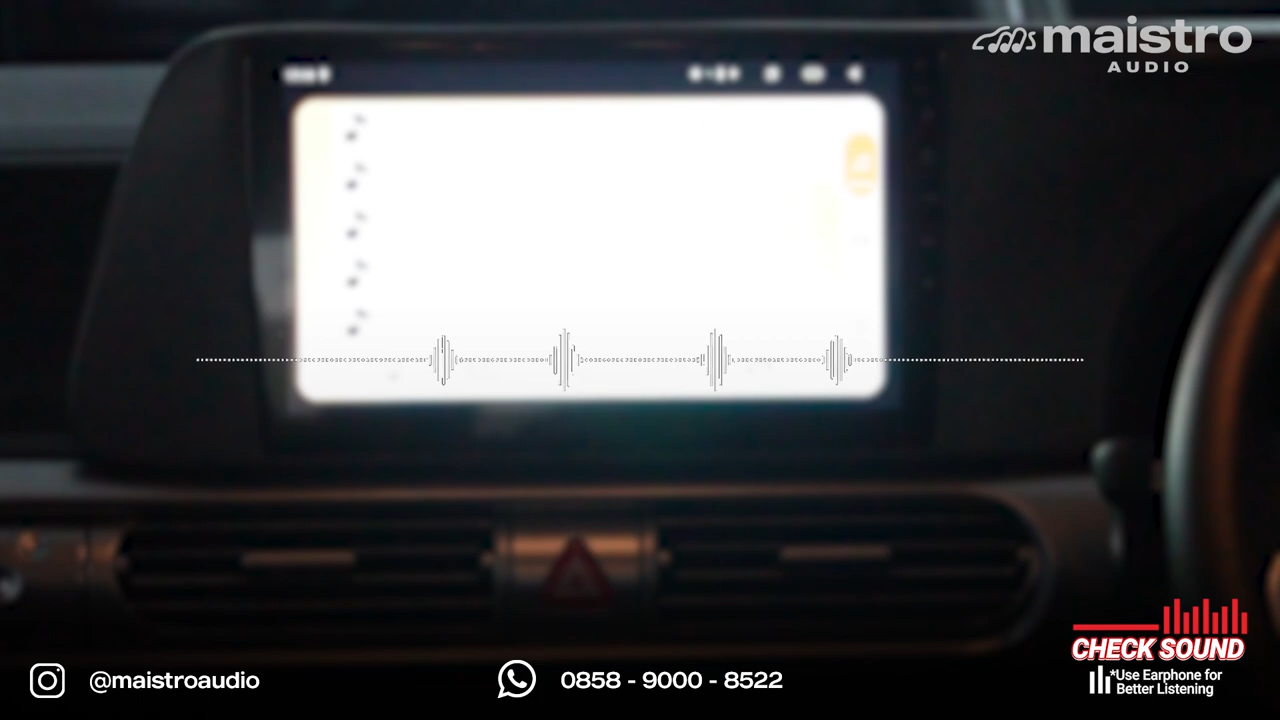 maistro
AUDIO
CHECK SOUND
*Use Earphone for
Better Listening
@maistroaudio
0858 - 9000 - 8522